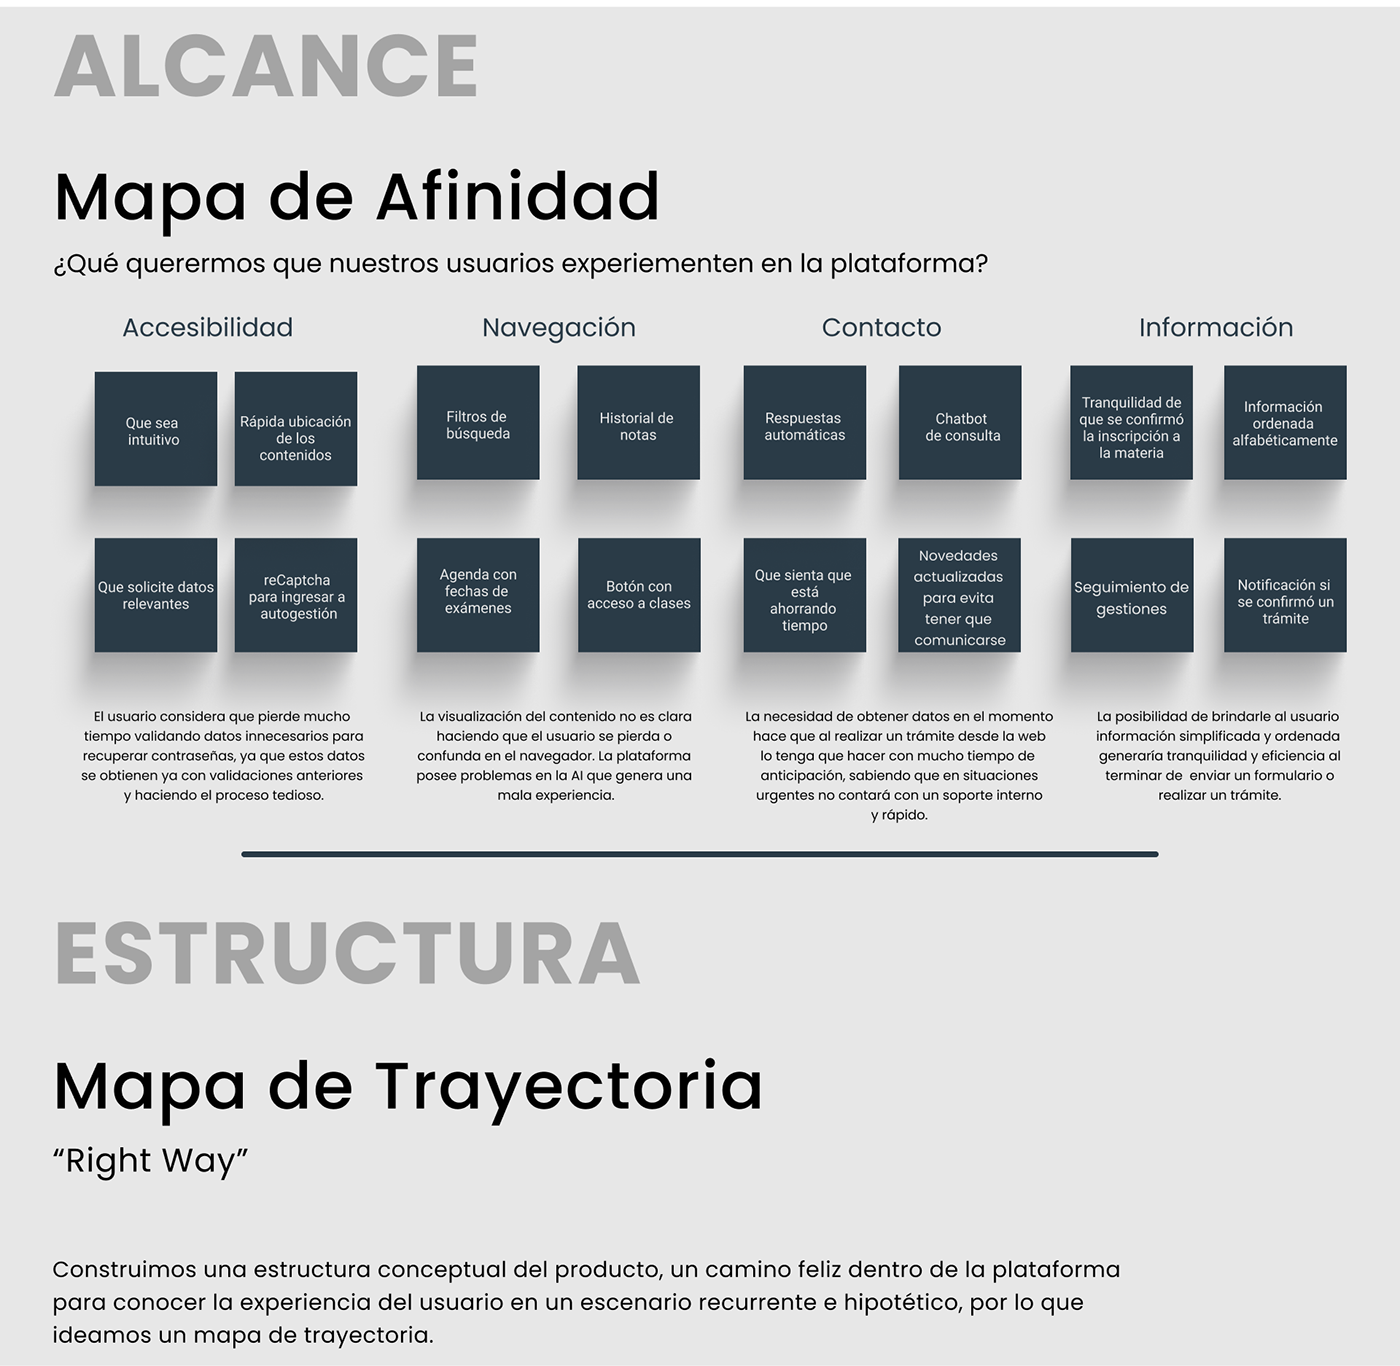 ALCANCE
Mapa de Afinidad
¿Qué querermos que nuestros usuarios experiementen en la plataforma?
Accesibilidad
Que sea
intuitivo
Rápida ubicación
de los
contenidos
Que solicite datos
relevantes
reCaptcha
para ingresar a
autogestión
El usuario considera que pierde mucho
tiempo validando datos innecesarios para
recuperar contraseñas, ya que estos datos
se obtienen ya con validaciones anteriores
y haciendo el proceso tedioso.
Navegación
Filtros de
búsqueda
Historial de
notas
Agenda con
fechas de
exámenes
Botón con
acceso a clases
La visualización del contenido no es clara
haciendo que el usuario se pierda o
confunda en el navegador. La plataforma
posee problemas en la AI que genera una
mala experiencia.
Contacto
Respuestas
automáticas
Chatbot
de consulta
Que sienta que
está
ahorrando
tiempo
Novedades
actualizadas
para evita
tener que
comunicarse
La necesidad de obtener datos en el momento
hace que al realizar un trámite desde la web
lo tenga que hacer con mucho tiempo de
anticipación, sabiendo que en situaciones
urgentes no contará con un soporte interno
y rápido.
Información
Tranquilidad de
que se confirmó
la inscripción a
la materia
Información
ordenada
alfabéticamente
Seguimiento de
gestiones
Notificación si
se confirmó un
trámite
La posibilidad de brindarle al usuario
información simplificada y ordenada
generaría tranquilidad y eficiencia al
terminar de enviar un formulario o
realizar un trámite.
ESTRUCTURA
Mapa de Trayectoria
“Right Way”
Construimos una estructura conceptual del producto, un camino feliz dentro de la plataforma
para conocer la experiencia del usuario en un escenario recurrente e hipotético, por lo que
ideamos un mapa de trayectoria.